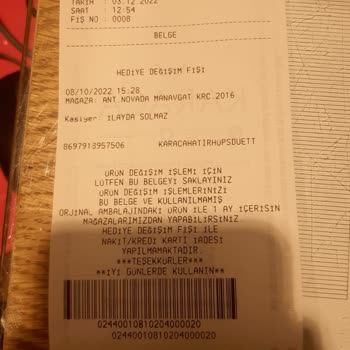 TARİH : 03.12.2022
SAAT : 12:54
FİŞ NO : 0008
BELGE
HEDİYE DEĞİŞİM FİŞİ
08/10/2022 15.28
MAĞAZA: ANT.NOVADA MANAVGAT KRC.2016
Kasiyer: İLAYDA SOLMAZ
8697918957506 KARACAHATIRHUPSDUETT
ÜRÜN DEĞİŞİM İŞLEMİ İÇİN
LÜTFEN BU BELGEYİ SAKLAYINIZ
ÜRÜN DEĞİŞİM İŞLEMLERİNİZİ
BU BELGE VE KULLANILMAMIŞ
ORJİNAL AMBALAJINDAKİ ÜRÜN İLE 1 AY İÇERİSİN
MAĞAZALARIMIZDAN YAPABİLİRSİNİZ
HEDİYE DEĞİŞİM FİŞİ İLE
NAKİT/KREDİ KARTI İADESİ
YAPILMAMAKTADIR.
***TEŞEKKÜRLER***
**İYİ GÜNLERDE KULLANIN**
02440010810204000020
02440010810204000020